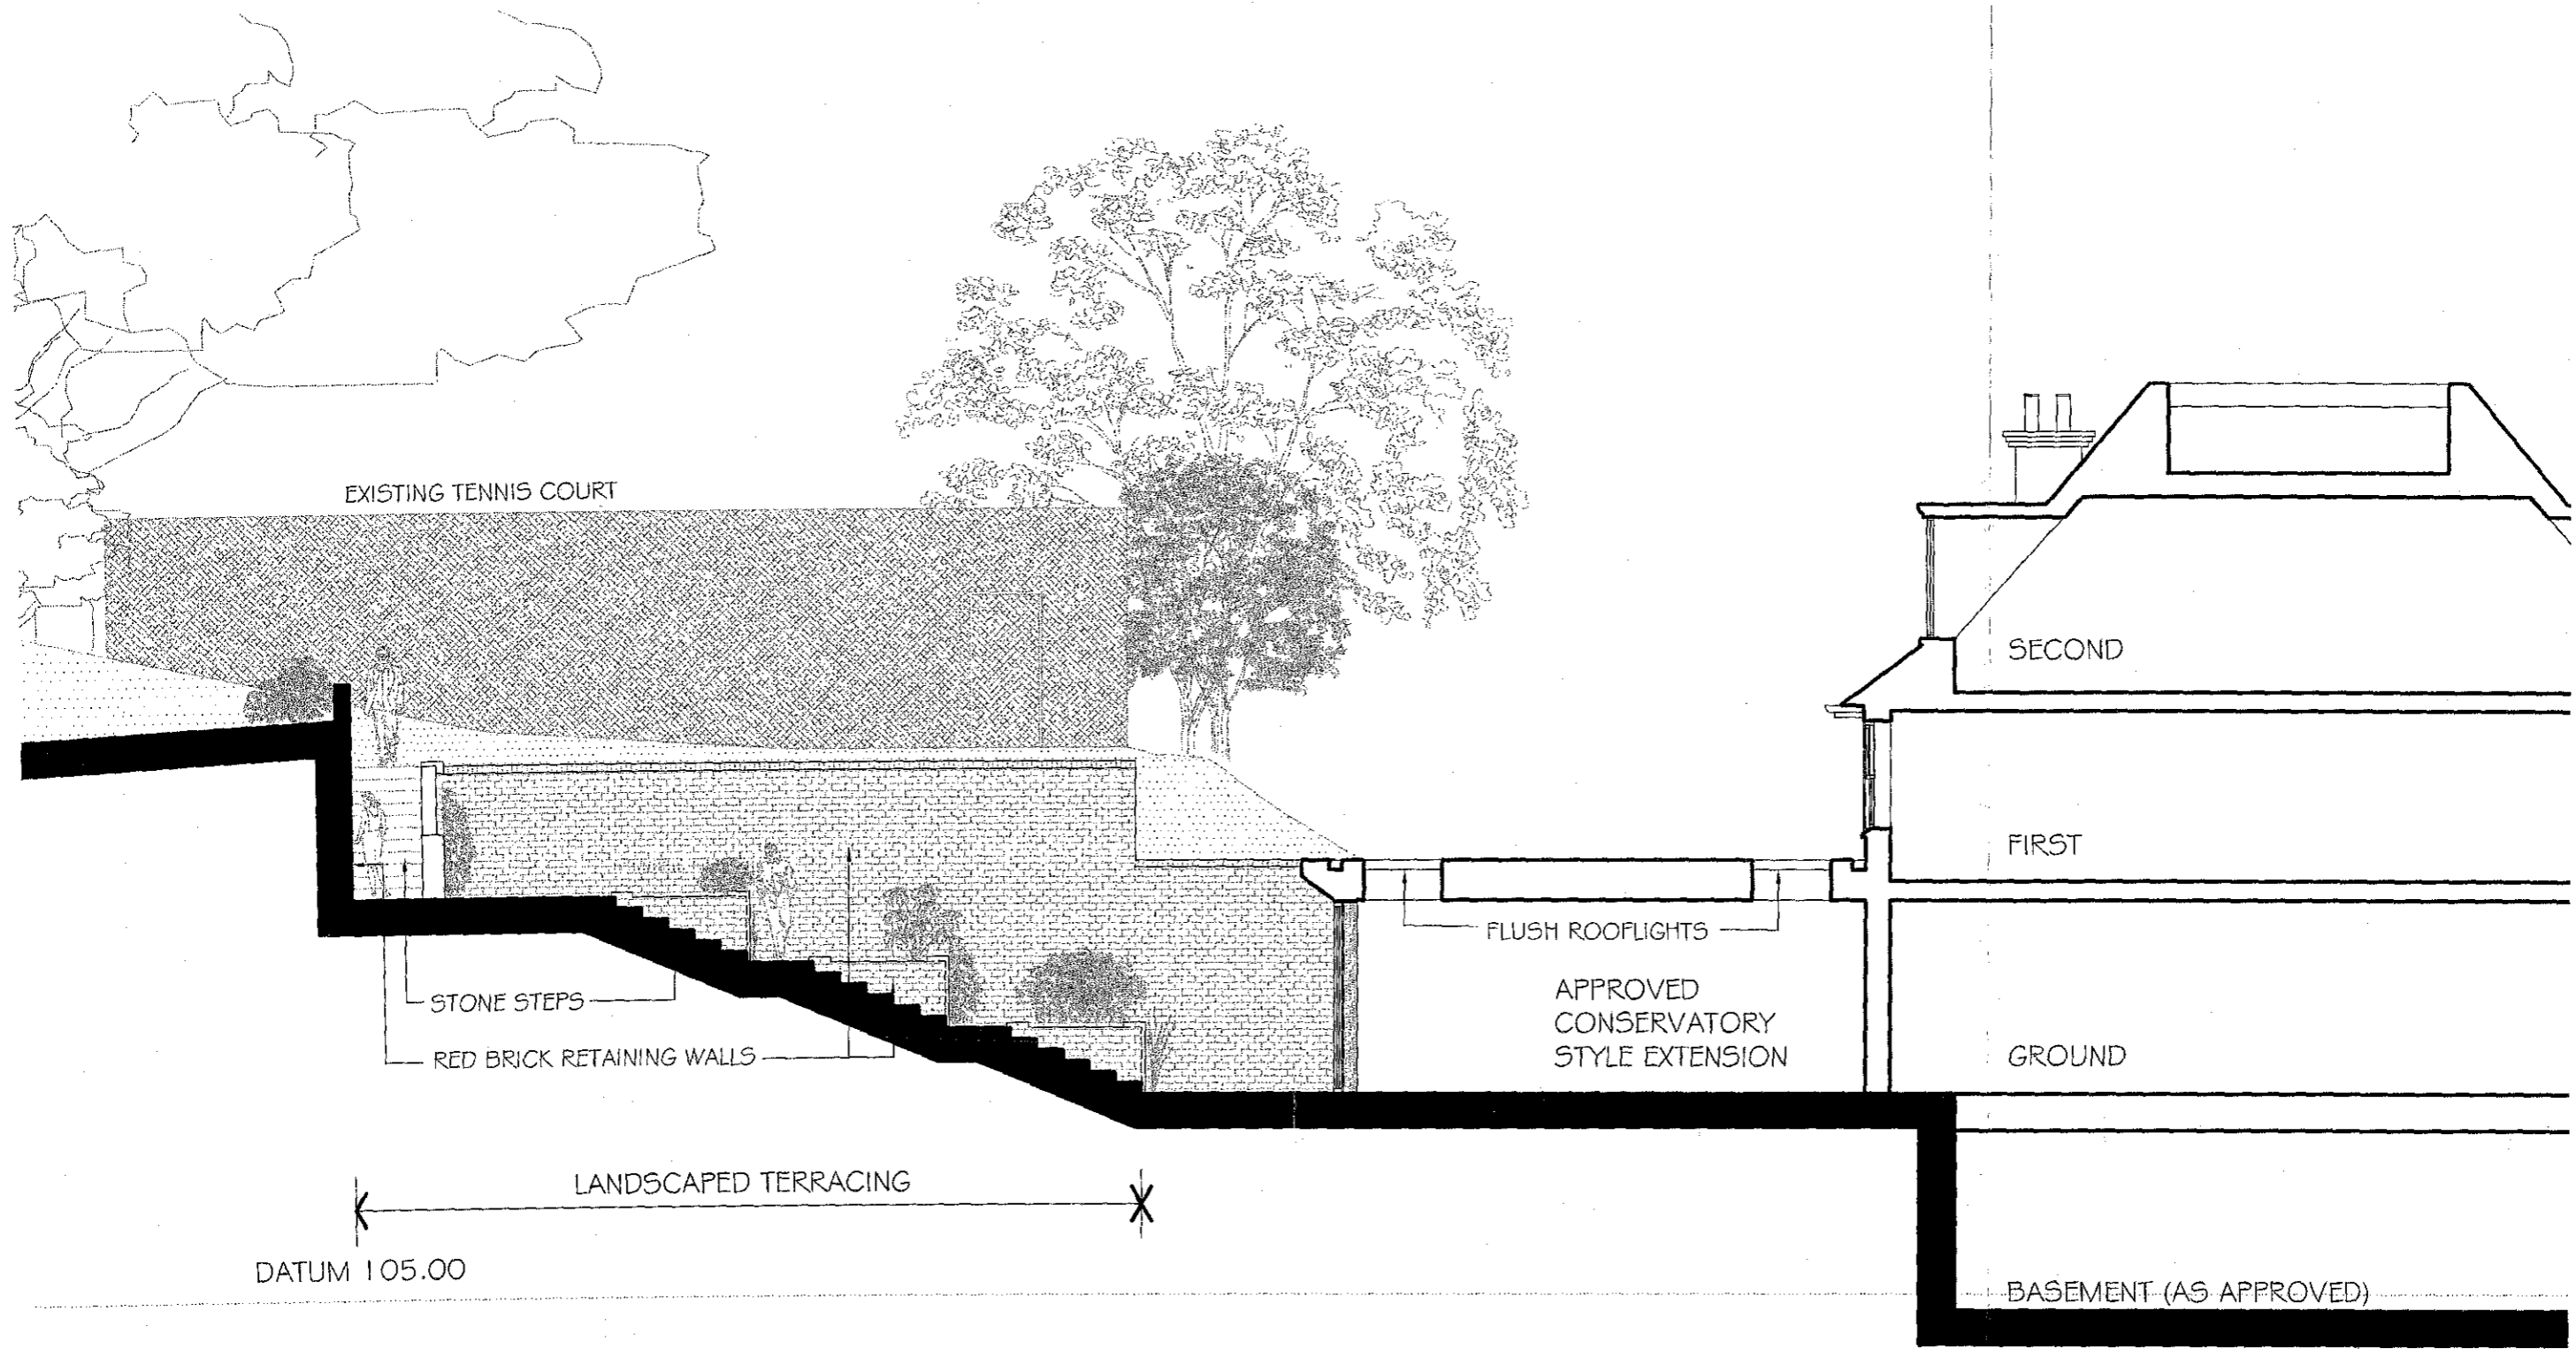 EXISTING TENNIS COURT
SECOND
FIRST
FLUSH ROOFLIGHTS
APPROVED
CONSERVATORY
STYLE EXTENSION
STONE STEPS
RED BRICK RETAINING WALLS
GROUND
LANDSCAPED TERRACING
DATUM 105.00
BASEMENT (AS APPROVED)